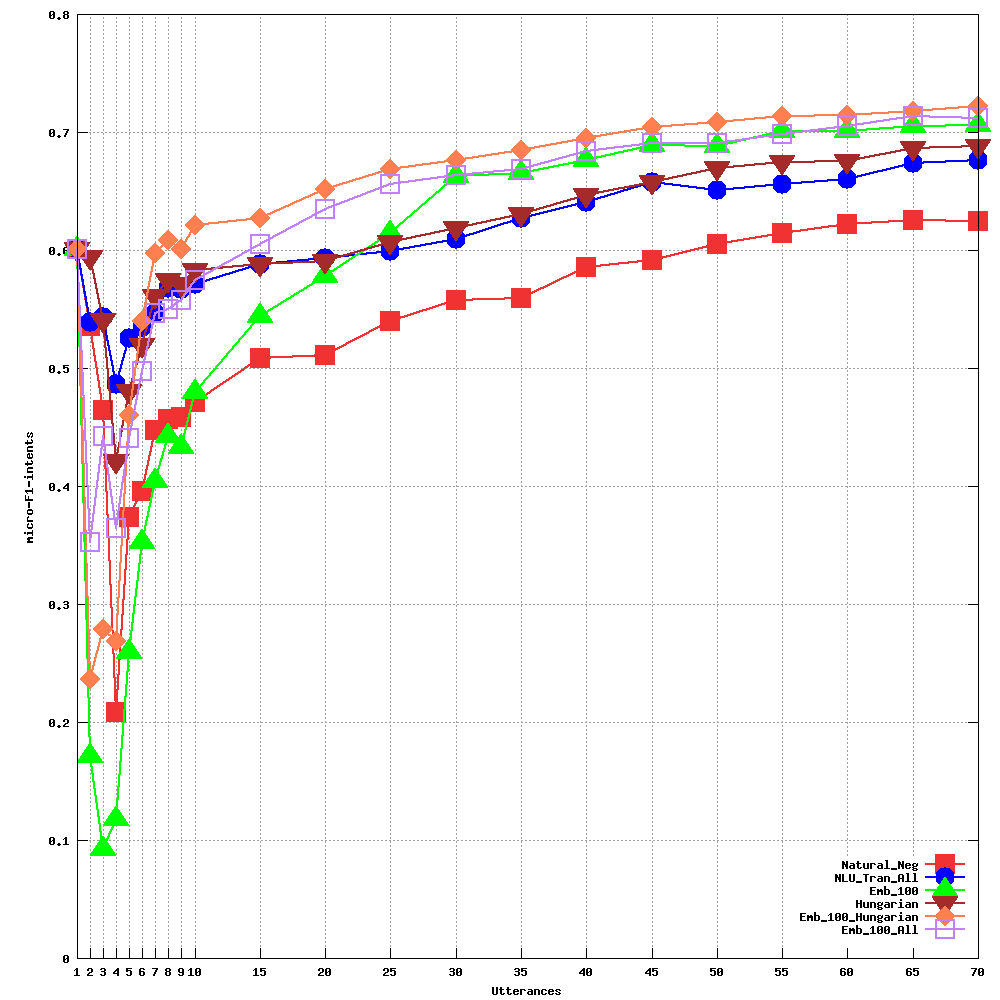 0.8
0.7
0.6
0.5
0.4
0.3
0.2
0.1
0
micro-F1-intents
Natural_Neg
NLU_Tran_All
Emb_100
Hungarian
Emb_100_Hungarian
Emb_100_All
1 2 3 4 5 6 7 8 9 10 15 20 25 30 35 40 45 50 55 60 65 70
Utterances